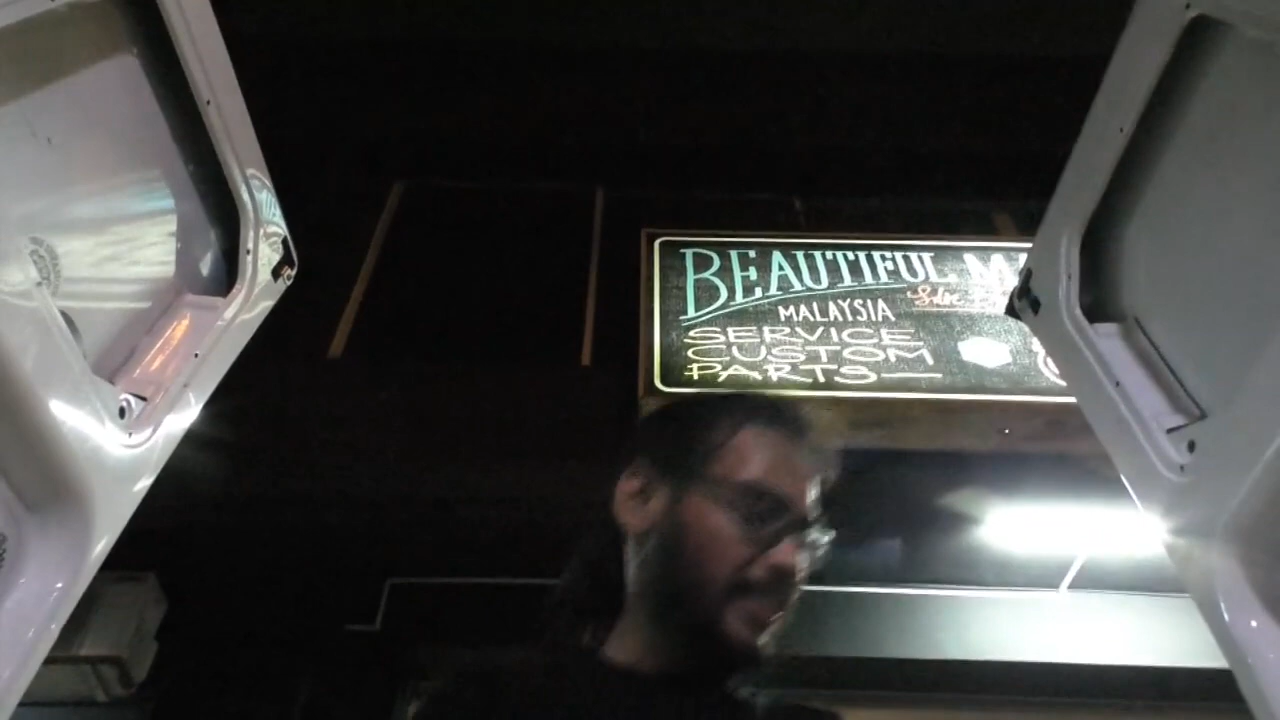 BEAUTIFUL M
MALAYSIA
SERVICE
CUSTOM
PARTS—